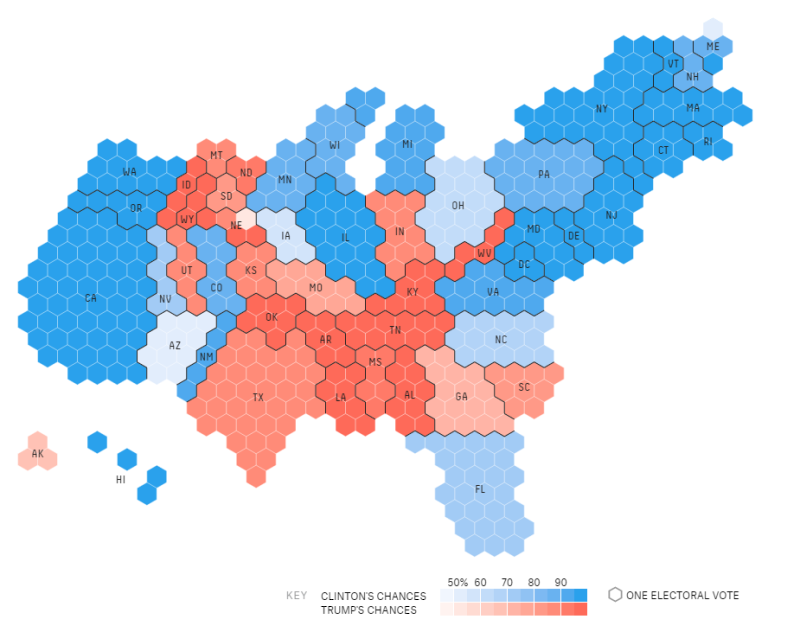 ME
VT
NH
NY
MA
WI
MI
CT
RI
MT
WA
ND
PA
MN
ID
SD
OH
OR
WY
NE
NJ
IA
IL
IN
MD
DE
WV
DC
UT
KS
CA
NV
CO
MO
KY
VA
OK
TN
AZ
AR
NC
NM
MS
TX
LA
AL
GA
SC
AK
HI
FL
50% 60 70 80 90
KEY CLINTON'S CHANCES
TRUMP'S CHANCES
ONE ELECTORAL VOTE